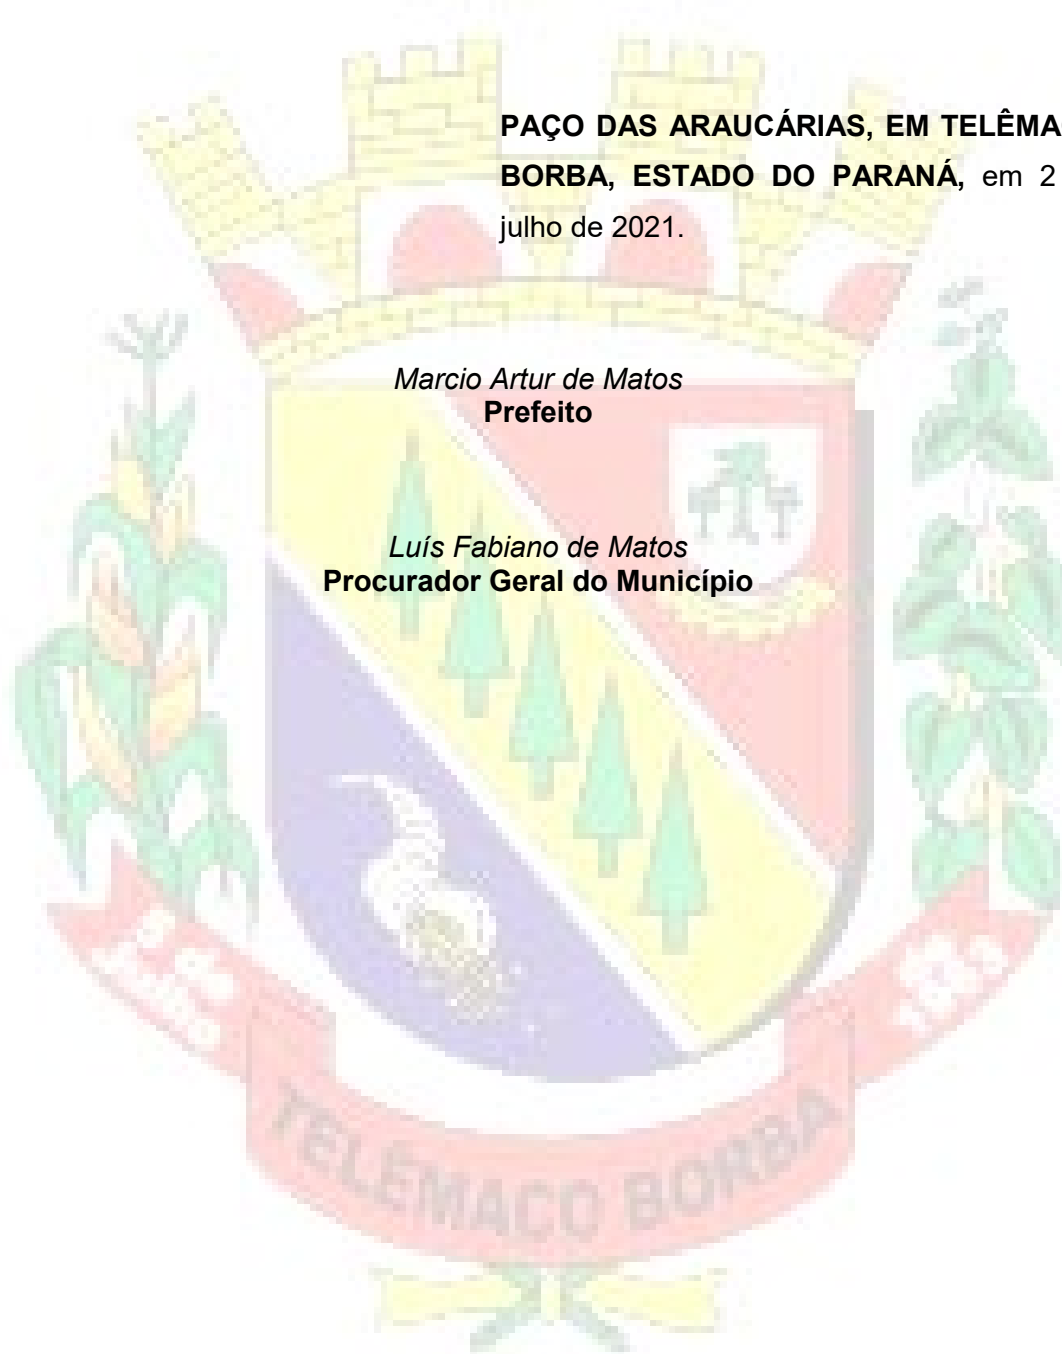 PAÇO DAS ARAUCÁRIAS, EM TELÊMA
BORBA, ESTADO DO PARANÁ, em 2
julho de 2021.
Marcio Artur de Matos
Prefeito
Luís Fabiano de Matos
Procurador Geral do Município
TELÊMACO BORBA